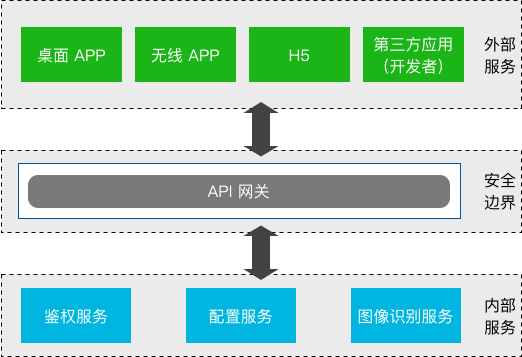 桌面 APP
无线 APP
H5
第三方应用
（开发者）
外部
服务
API 网关
安全
边界
鉴权服务
配置服务
图像识别服务
内部
服务